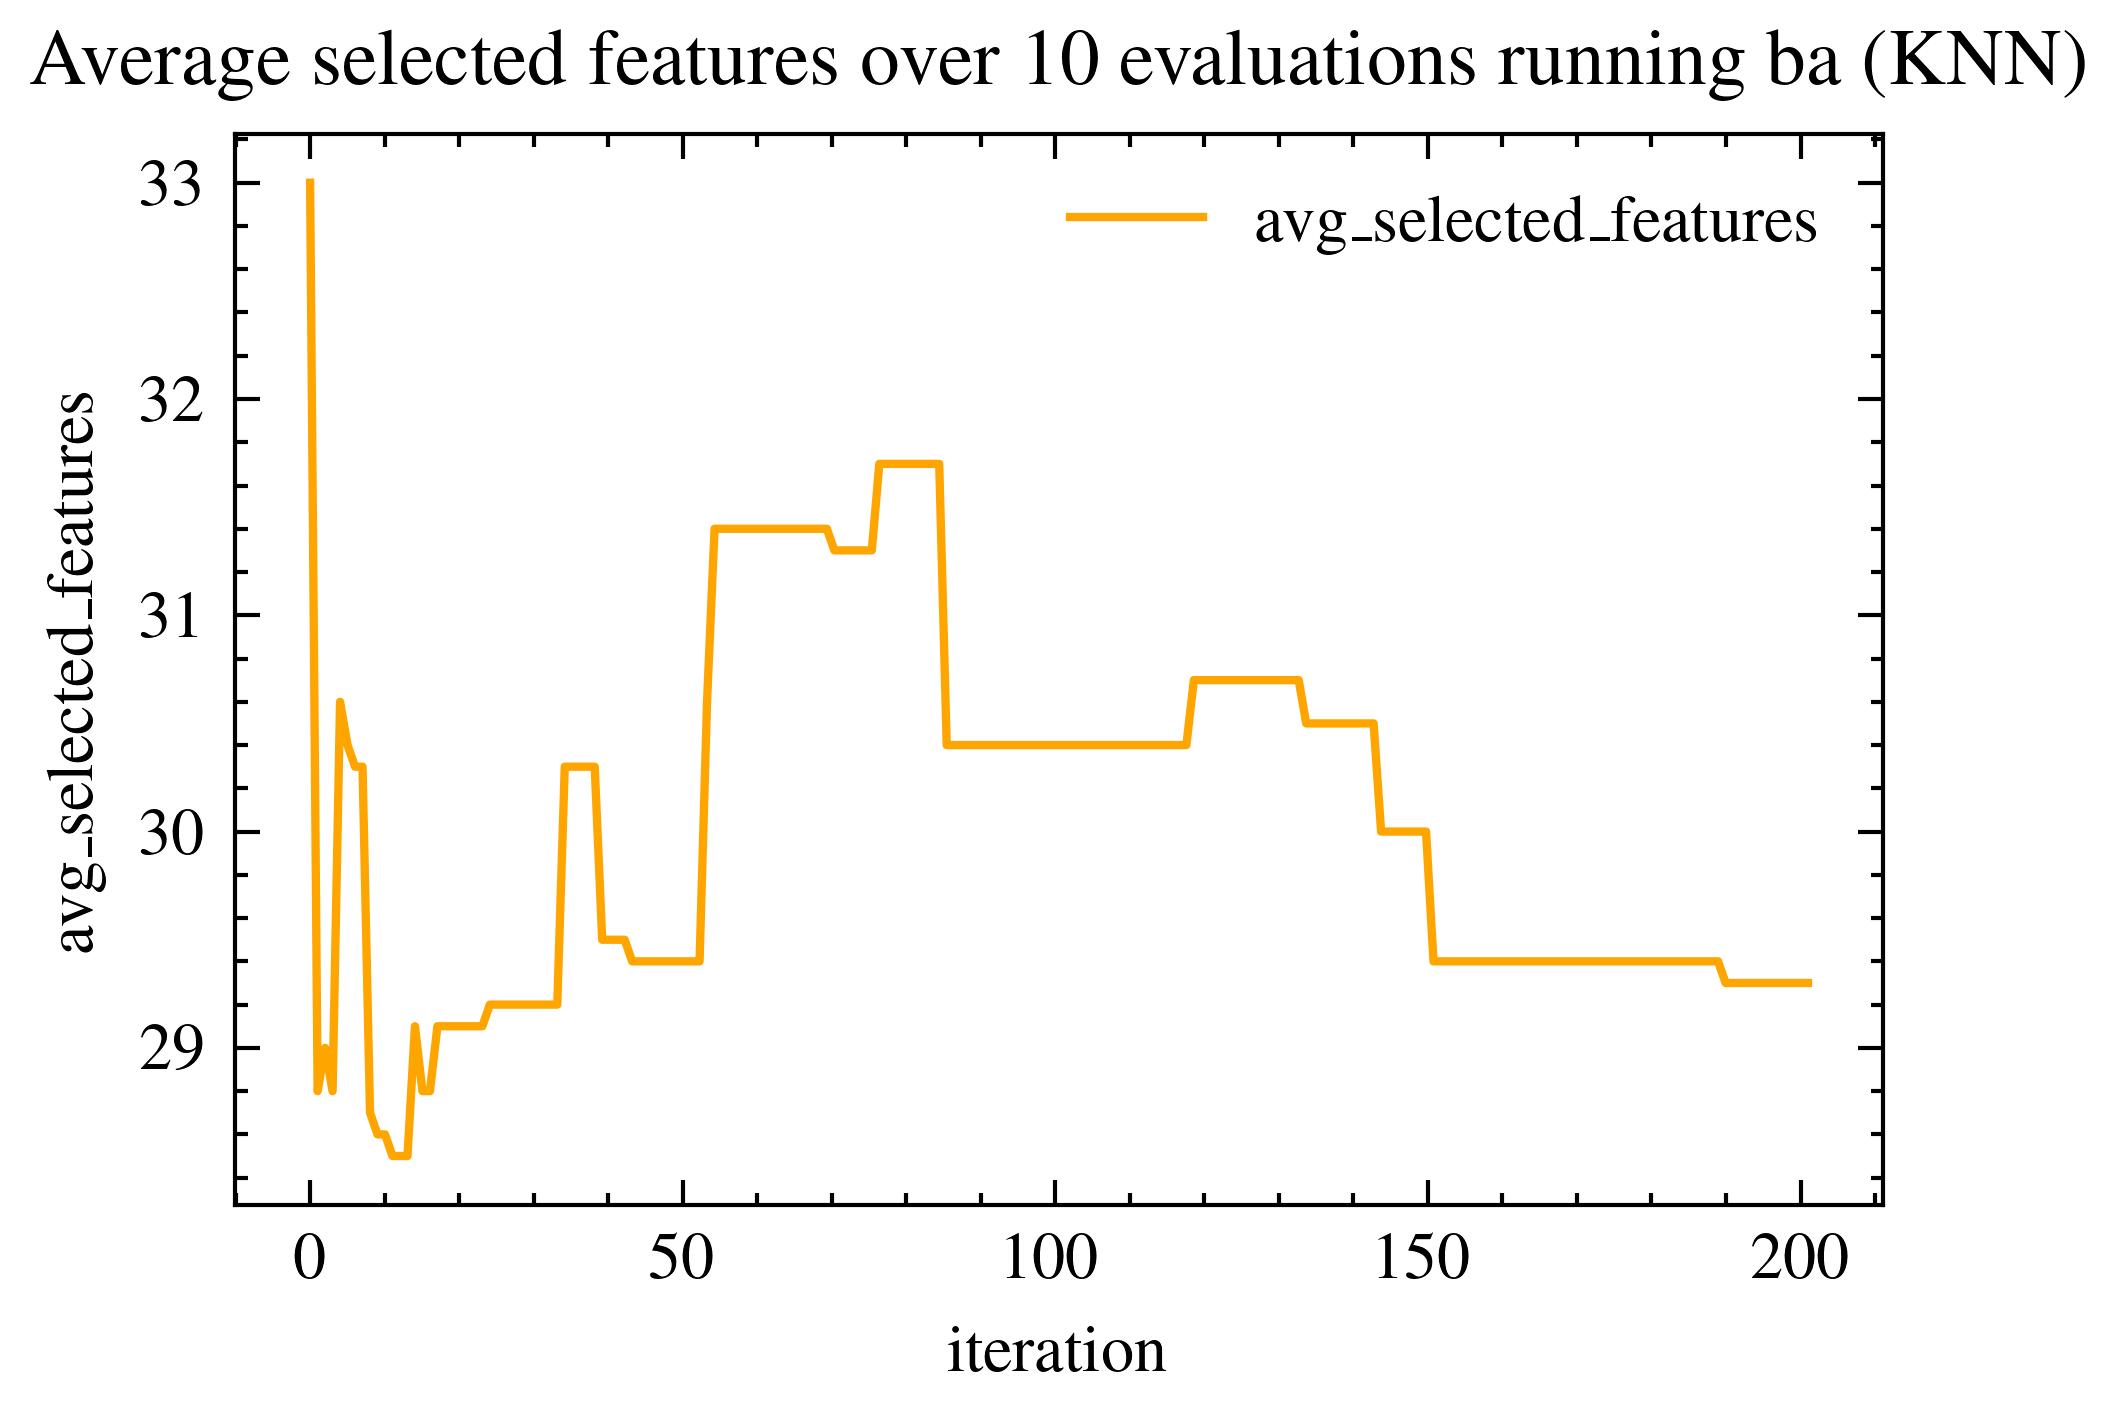 Average selected features over 10 evaluations running ba (KNN)
avg_selected_features
33
32
31
30
29
avg_selected_features
0 50 100 150 200
iteration